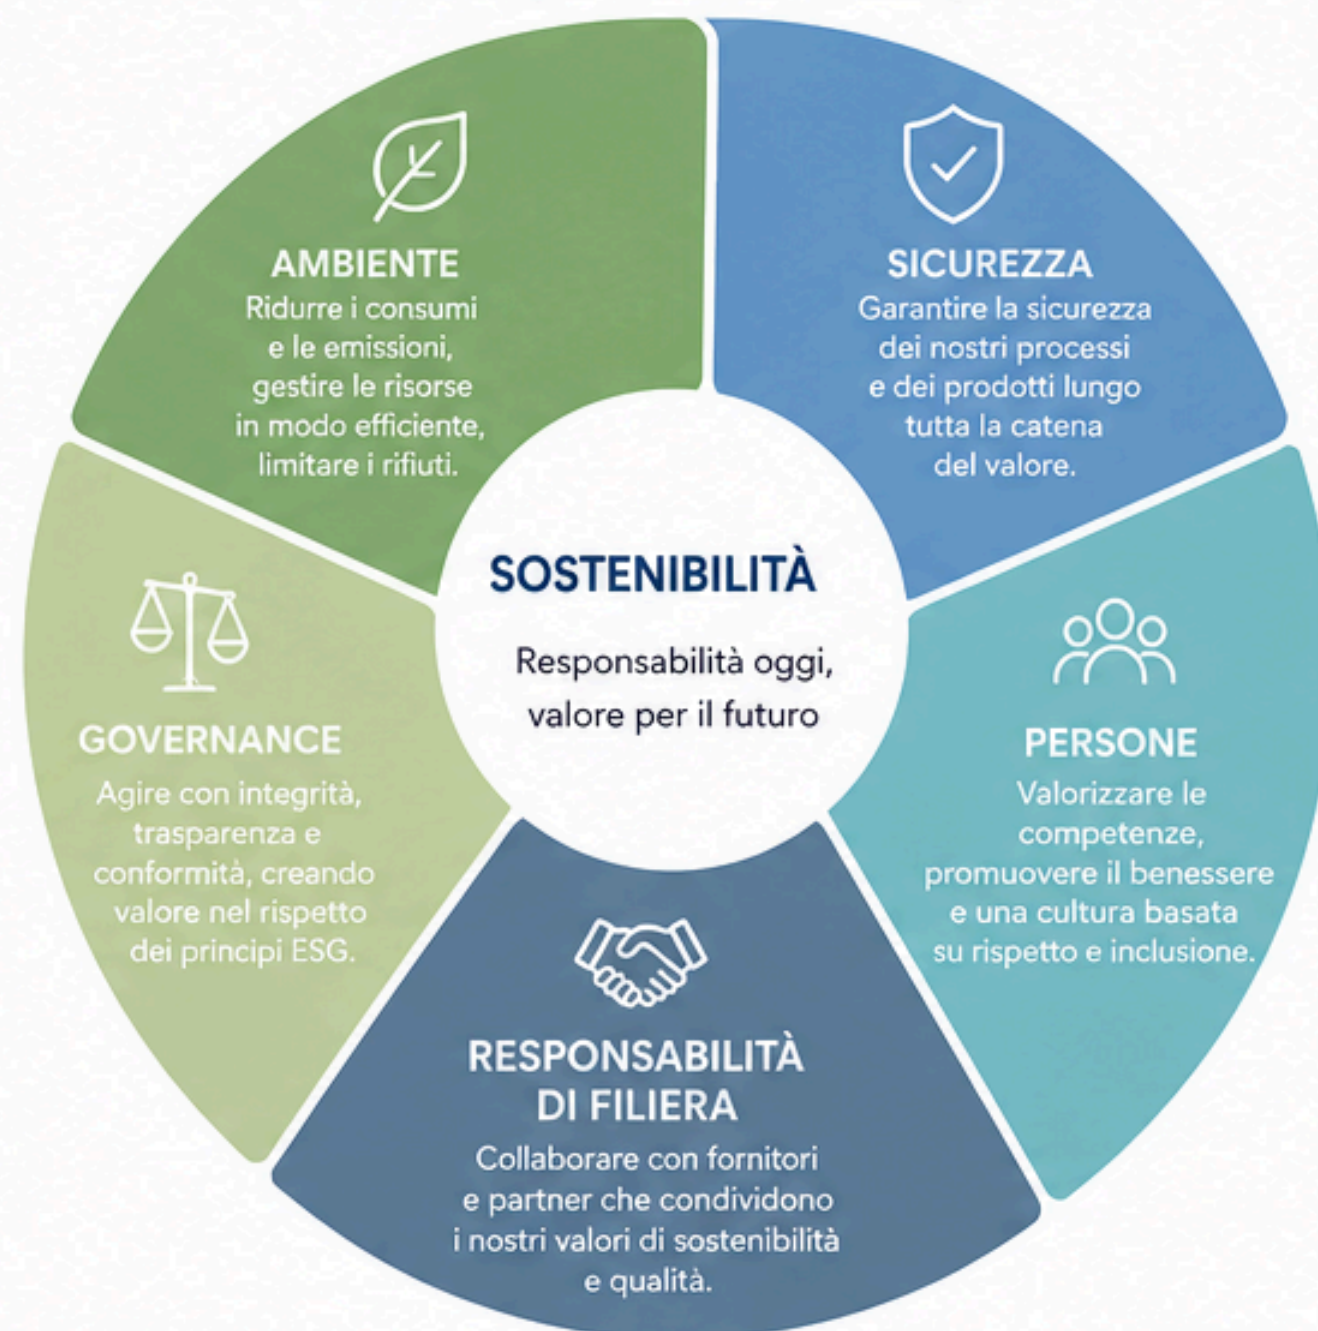 AMBIENTE
Ridurre i consumi
e le emissioni,
gestire le risorse
in modo efficiente,
limitare i rifiuti.
SICUREZZA
Garantire la sicurezza
dei nostri processi
e dei prodotti lungo
tutta la catena
del valore.
SOSTENIBILITÀ
Responsabilità oggi,
valore per il futuro
GOVERNANCE
Agire con integrità,
trasparenza e
conformità, creando
valore nel rispetto
dei principi ESG.
PERSONE
Valorizzare le
competenze,
promuovere il benessere
e una cultura basata
su rispetto e inclusione.
RESPONSABILITÀ
DI FILIERA
Collaborare con fornitori
e partner che condividono
i nostri valori di sostenibilità
e qualità.